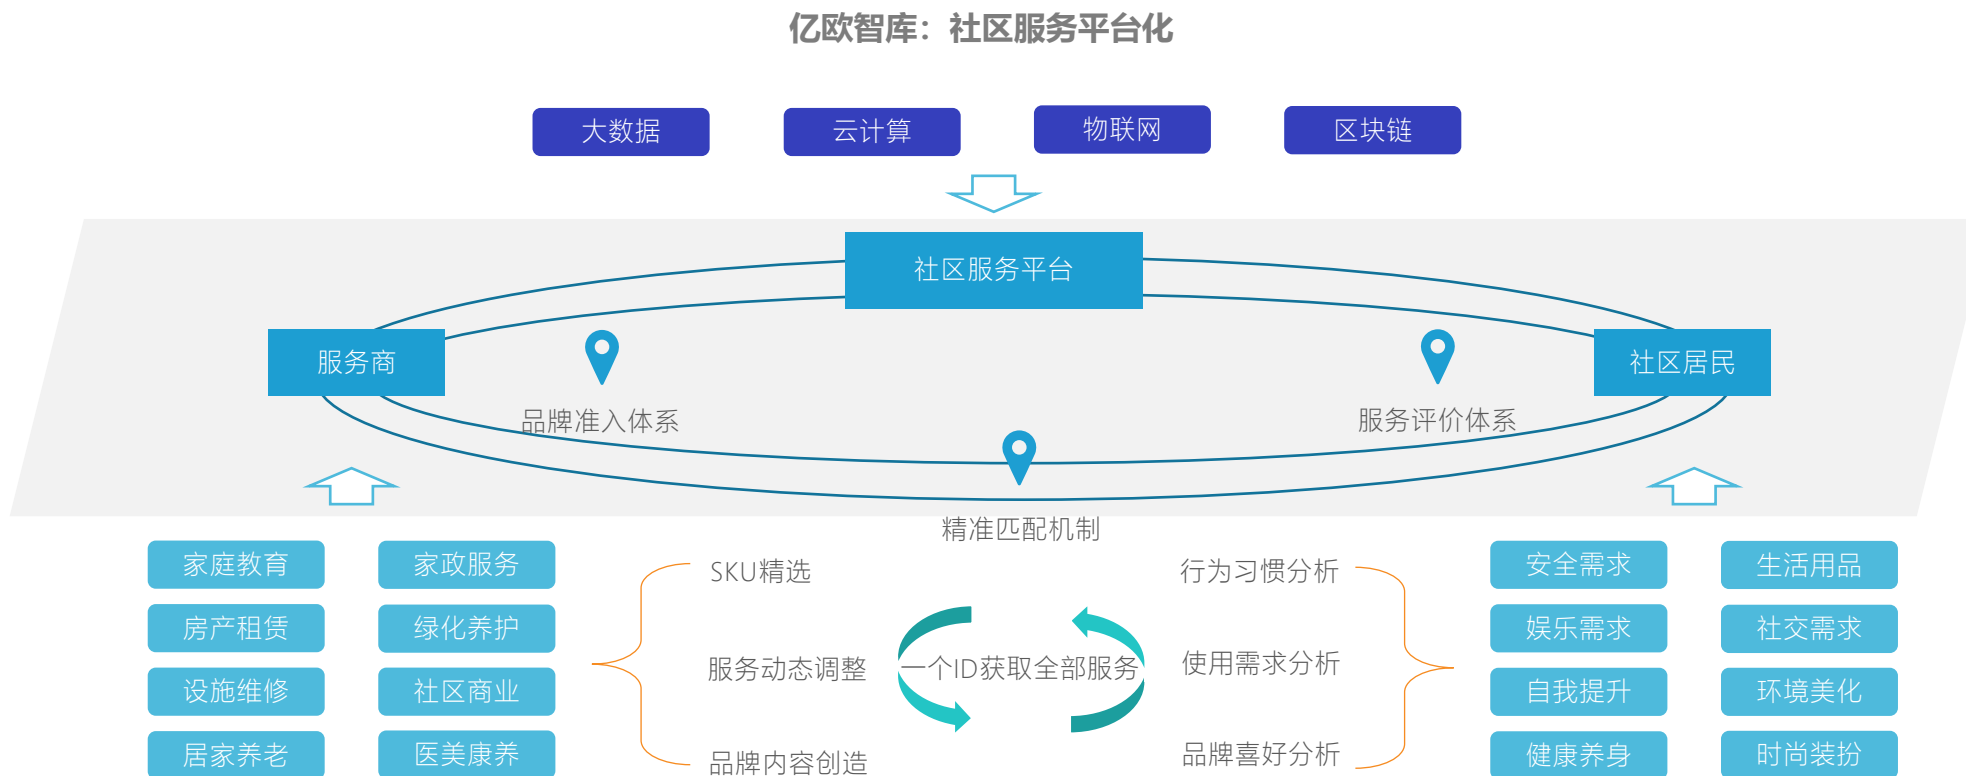 亿欧智库：社区服务平台化
大数据
云计算
物联网
区块链
社区服务平台
服务商
社区居民
品牌准入体系
服务评价体系
精准匹配机制
家庭教育
家政服务
房产租赁
绿化养护
设施维修
社区商业
居家养老
医美康养
SKU精选
服务动态调整
品牌内容创造
一个ID获取全部服务
行为习惯分析
使用需求分析
品牌喜好分析
安全需求
生活用品
娱乐需求
社交需求
自我提升
环境美化
健康养身
时尚装扮